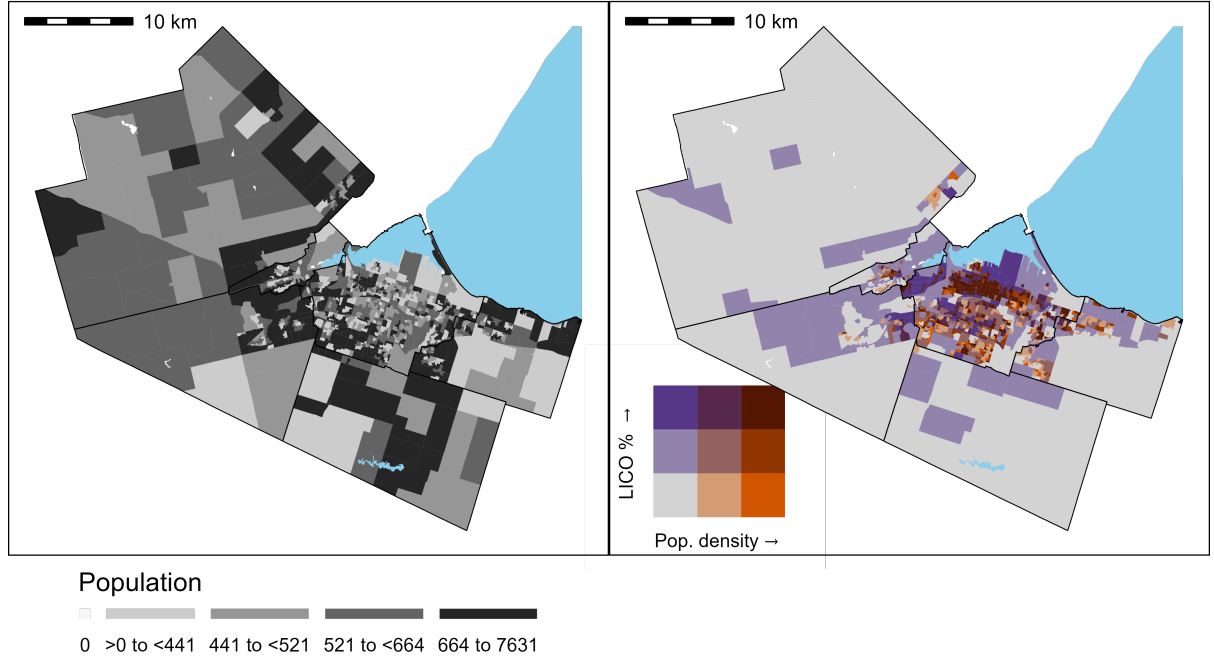 10 km
10 km
LICO % →
Pop. density →
Population
0 >0 to <441 441 to <521 521 to <664 664 to 7631